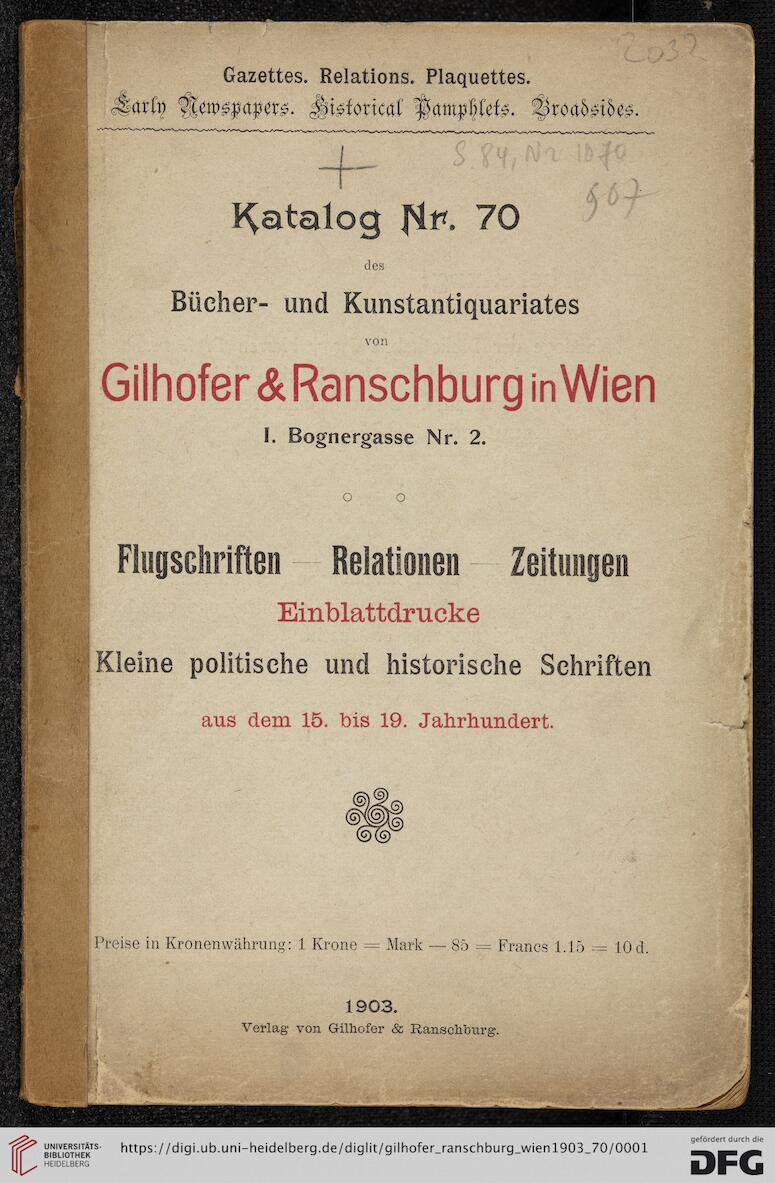 2032
Gazettes. Relations. Plaquettes.
Early Newspapers. Historical Pamphlets. Broadsides.
S. 84, Nr 1070
907
Katalog Nr. 70
des
Bücher- und Kunstantiquariates
von
Gilhofer & Ranschburg in Wien
I. Bognergasse Nr. 2.
Flugschriften — Relationen — Zeitungen
Einblattdrucke
Kleine politische und historische Schriften
aus dem 15. bis 19. Jahrhundert.
Preise in Kronenwährung: 1 Krone = Mark — 85 = Francs 1.15 = 10 d.
1903.
Verlag von Gilhofer & Ranschburg.
UNIVERSITÄTS-
BIBLIOTHEK
HEIDELBERG
https://digi.ub.uni-heidelberg.de/diglit/gilhofer_ranschburg_wien1903_70/0001
gefördert durch die
DFG